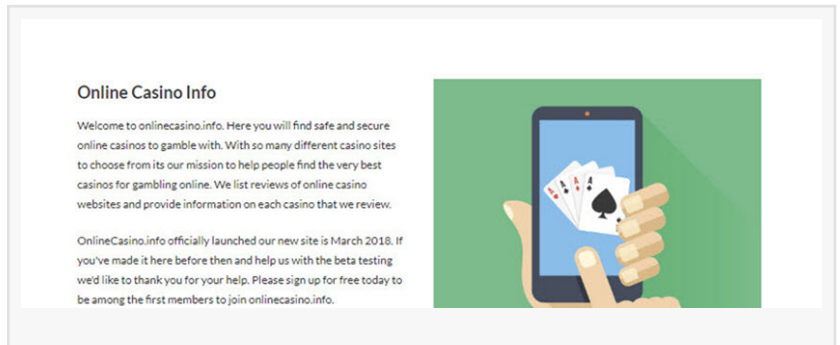 Online Casino Info
Welcome to onlinecasino.info. Here you will find safe and secure
online casinos to gamble with. With so many different casino sites
to choose from its our mission to help people find the very best
casinos for gambling online. We list reviews of online casino
websites and provide information on each casino that we review.
OnlineCasino.info officially launched our new site is March 2018. If
you've made it here before then and help us with the beta testing
we'd like to thank you for your help. Please sign up for free today to
be among the first members to join onlinecasino.info.
A A A A